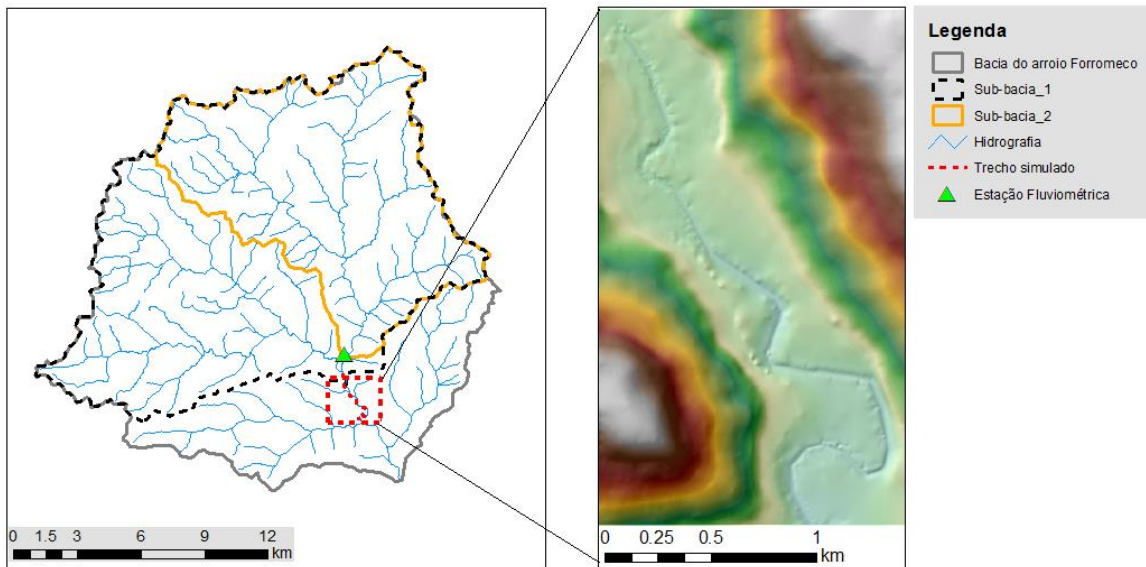 Legenda
Bacia do arroio Forromeco
Sub-bacia_1
Sub-bacia_2
Hidrografia
Trecho simulado
Estação Fluviométrica
0 1.5 3 6 9 12
km
0 0.25 0.5 1
km